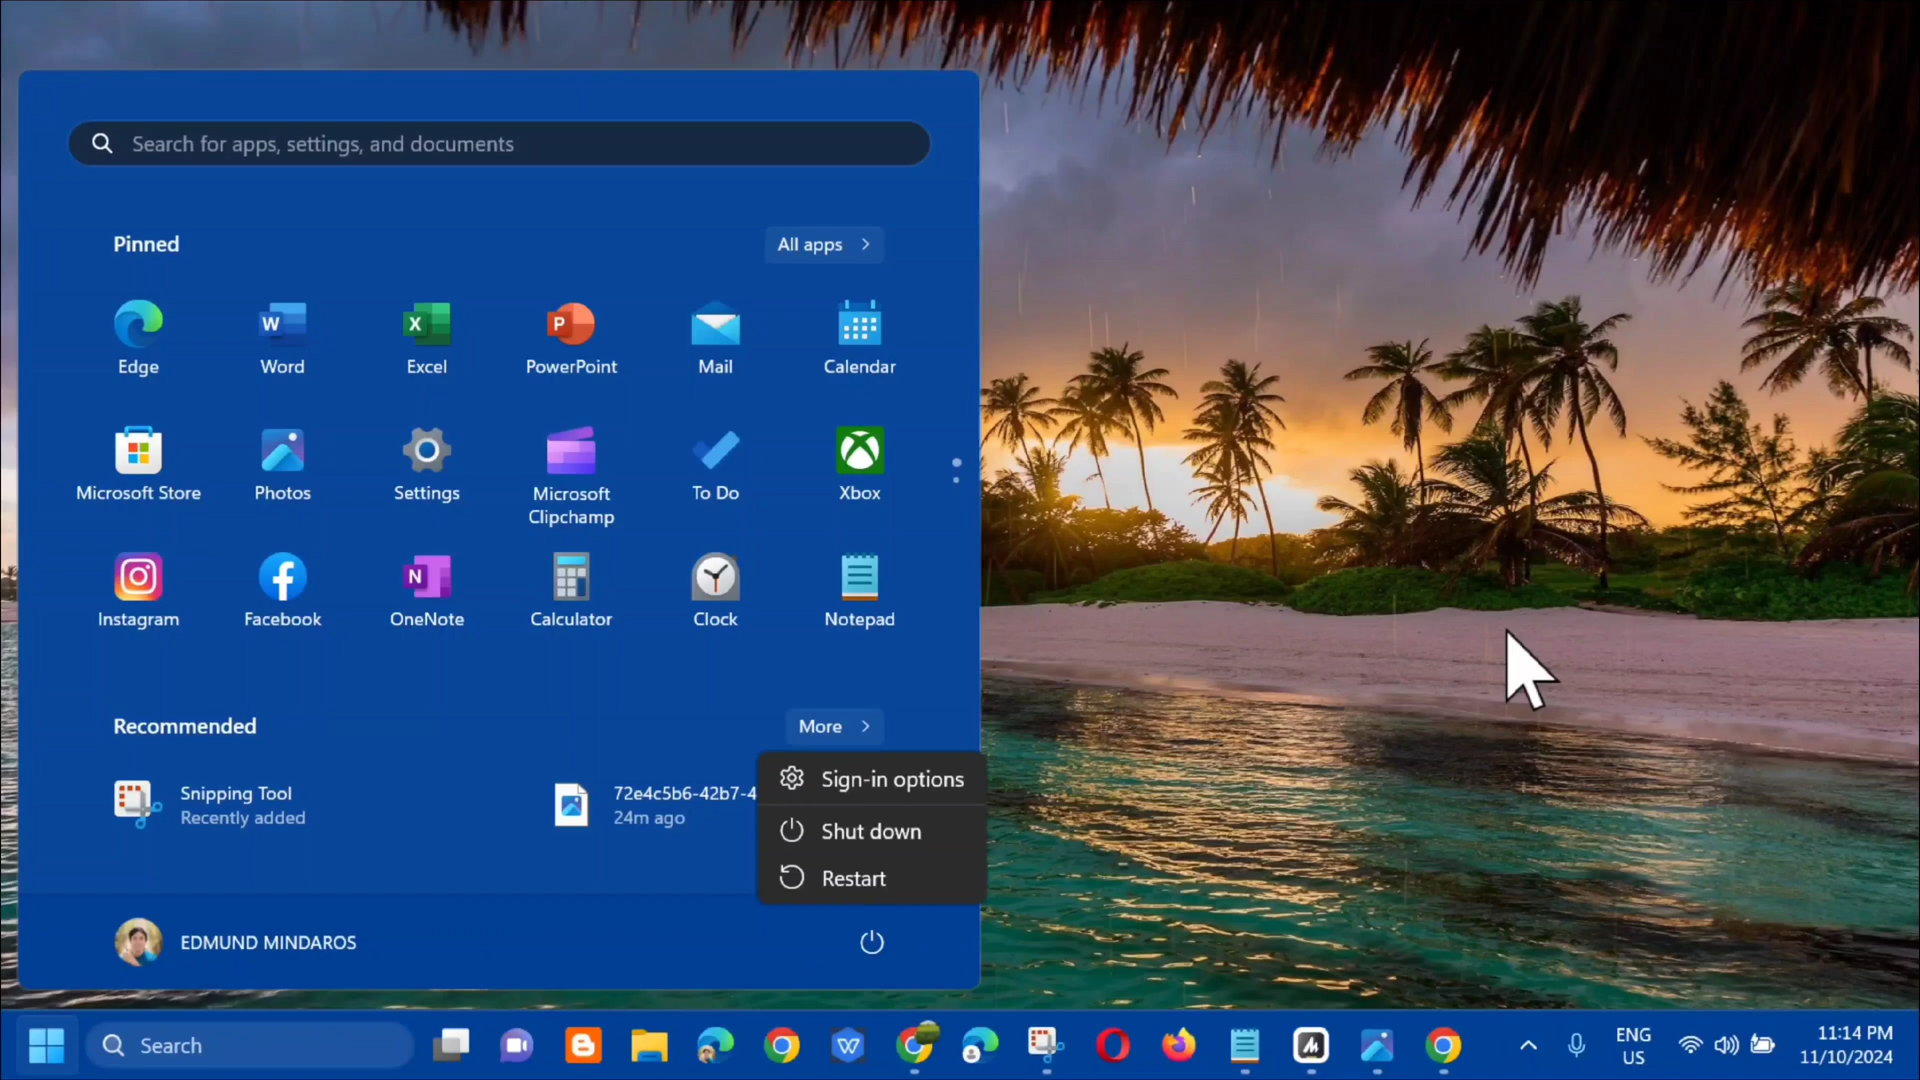 Search for apps, settings, and documents
Pinned
All apps
Edge
Word
Excel
PowerPoint
Mail
Calendar
Microsoft Store
Photos
Settings
Microsoft
Clipchamp
To Do
Xbox
Instagram
Facebook
OneNote
Calculator
Clock
Notepad
Recommended
More
Snipping Tool
Recently added
72e4c5b6-42b7-4
24m ago
Sign-in options
Shut down
Restart
EDMUND MINDAROS
Search
ENG
US
11:14 PM
11/10/2024